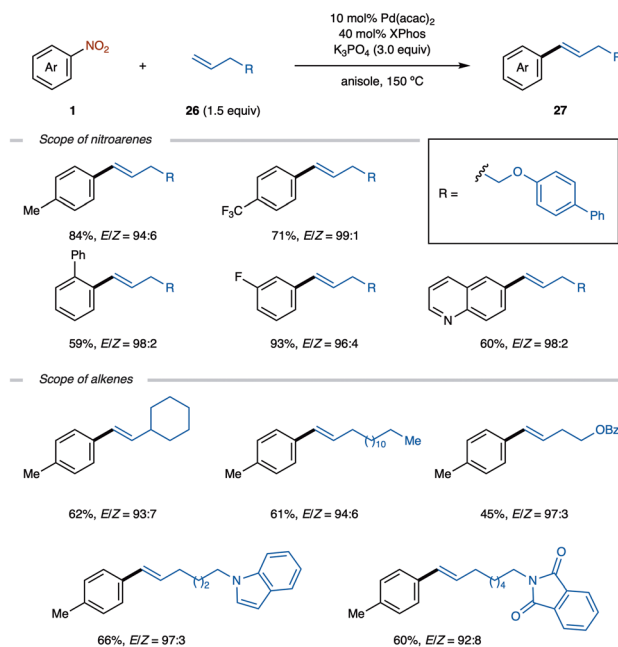 10 mol% Pd(acac)2
40 mol% XPhos
K3PO4 (3.0 equiv)
anisole, 150 ºC
NO2
Ar
+
R
Ar
R
1
26 (1.5 equiv)
27
Scope of nitroarenes
Me
R
84%, E/Z = 94:6
F3C
R
71%, E/Z = 99:1
R =
O
Ph
Ph
R
59%, E/Z = 98:2
F
R
93%, E/Z = 96:4
N
R
60%, E/Z = 98:2
Scope of alkenes
Me
62%, E/Z = 93:7
Me
( )10
Me
61%, E/Z = 94:6
Me
OBz
45%, E/Z = 97:3
Me
( )2
N
66%, E/Z = 97:3
Me
( )4
N
O
O
60%, E/Z = 92:8